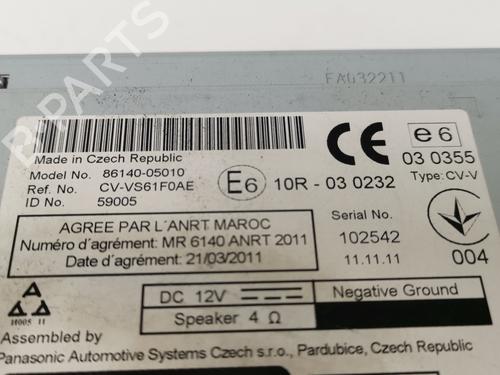 FA032211
Made in Czech Republic
Model No. 86140-05010
Ref. No. CV-VS61F0AE
ID No. 59005
E6 10R - 03 0232
CE
e6
03 0355
Type: CV-V
AGREE PAR L´ANRT MAROC
Numéro d´agrément: MR 6140 ANRT 2011
Date d´agrément: 21/03/2011
Serial No.
102542
11.11.11
004
H005 11
DC 12V
Negative Ground
Speaker 4 Ω
Assembled by
Panasonic Automotive Systems Czech s.r.o., Pardubice, Czech Republic
B-PARTS